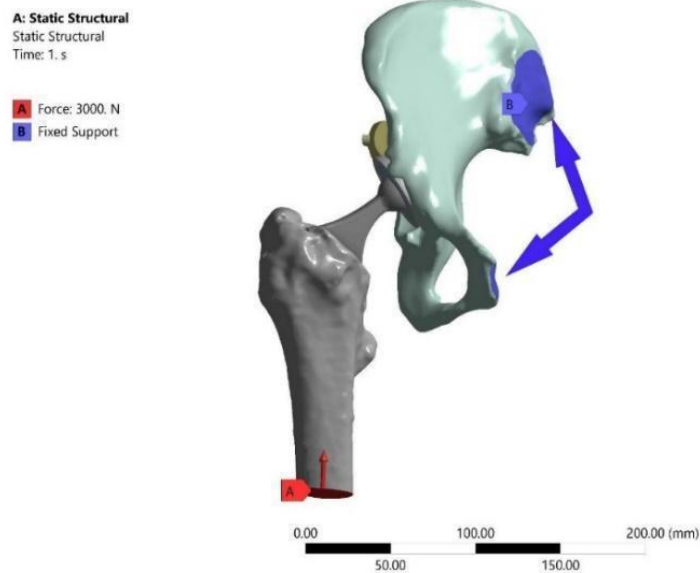 A: Static Structural
Static Structural
Time: 1. s
A Force: 3000. N
B Fixed Support
B
A
0.00 100.00 200.00 (mm)
50.00 150.00